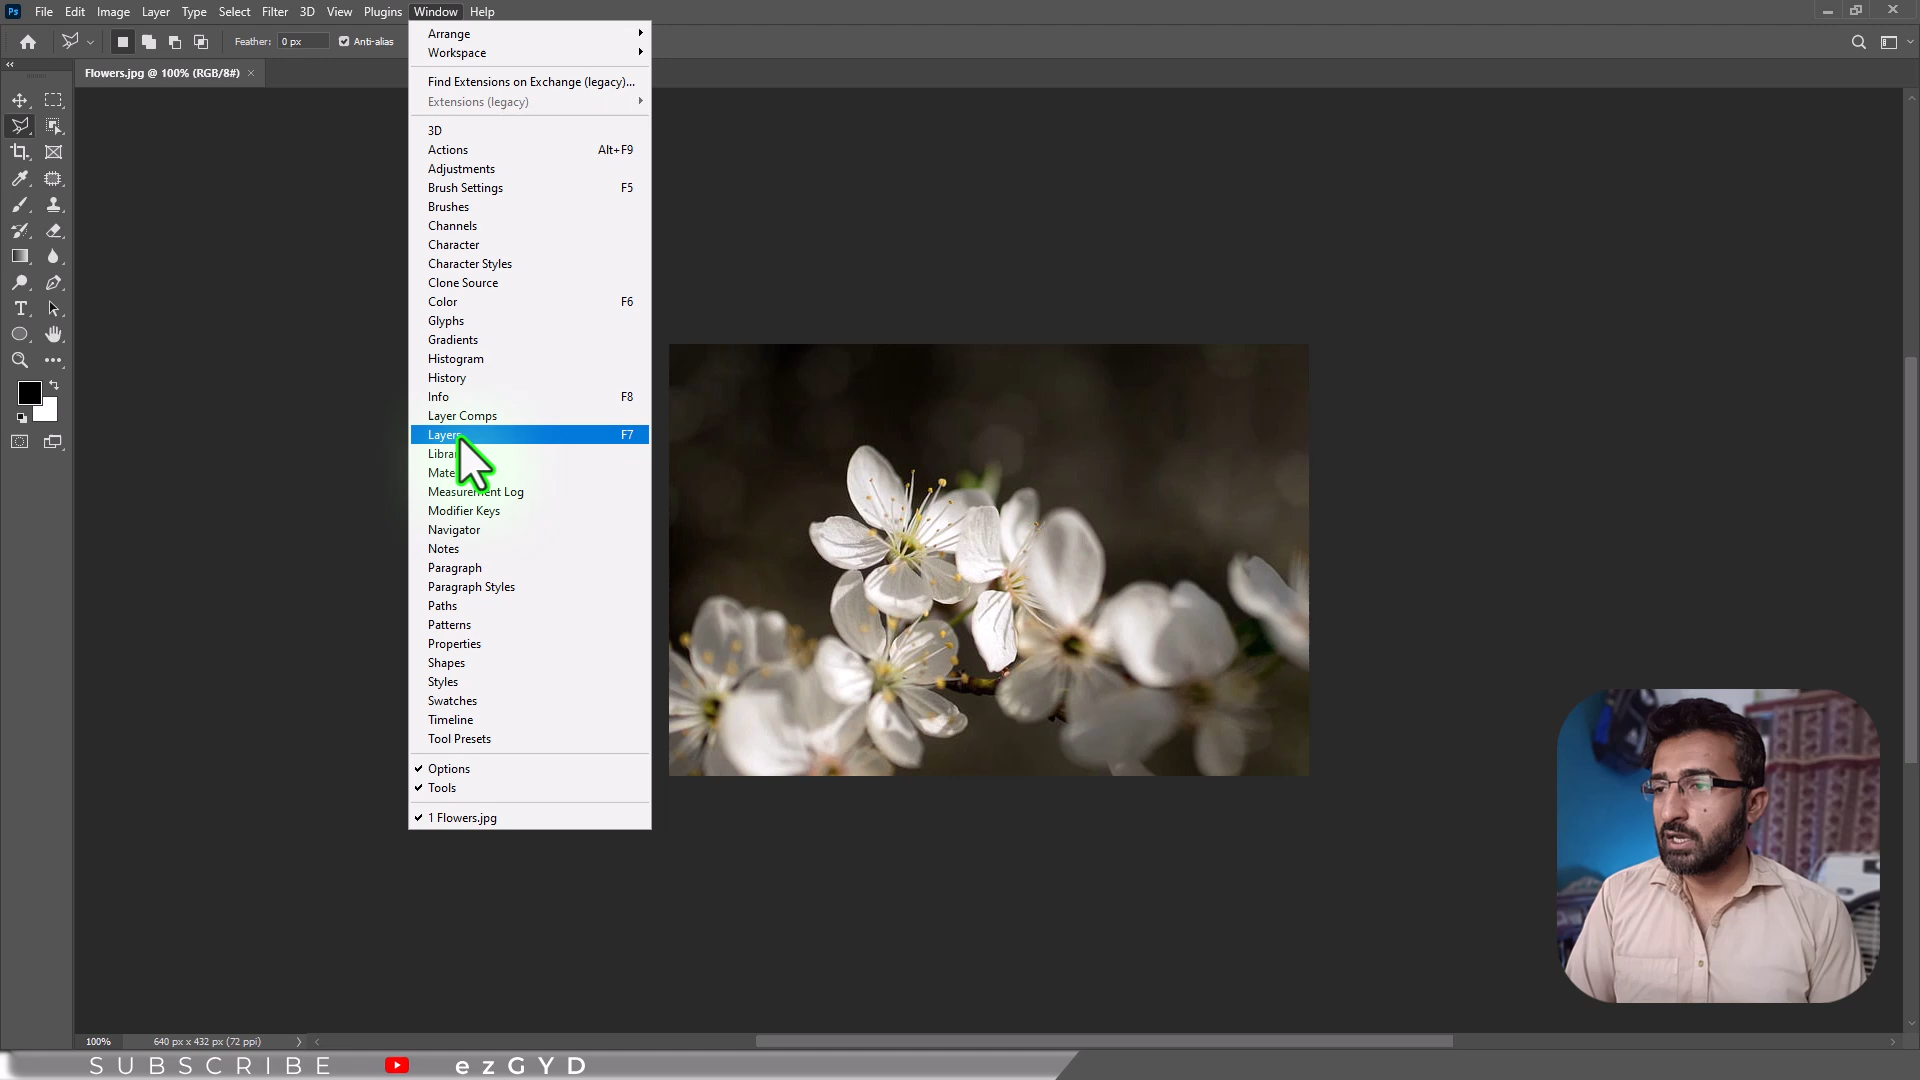 Ps File Edit Image Layer Type Select Filter 3D View Plugins Window Help
Feather: 0 px Anti-alias
Flowers.jpg @ 100% (RGB/8#) ×
Arrange
Workspace
Find Extensions on Exchange (legacy)...
Extensions (legacy)
3D
Actions Alt+F9
Adjustments
Brush Settings F5
Brushes
Channels
Character
Character Styles
Clone Source
Color F6
Glyphs
Gradients
Histogram
History
Info F8
Layer Comps
Layers F7
Measurement Log
Modifier Keys
Navigator
Notes
Paragraph
Paragraph Styles
Paths
Patterns
Properties
Shapes
Styles
Swatches
Timeline
Tool Presets
Options
Tools
1 Flowers.jpg
100% 640 px x 432 px (72 ppi)
SUBSCRIBE ezGYD